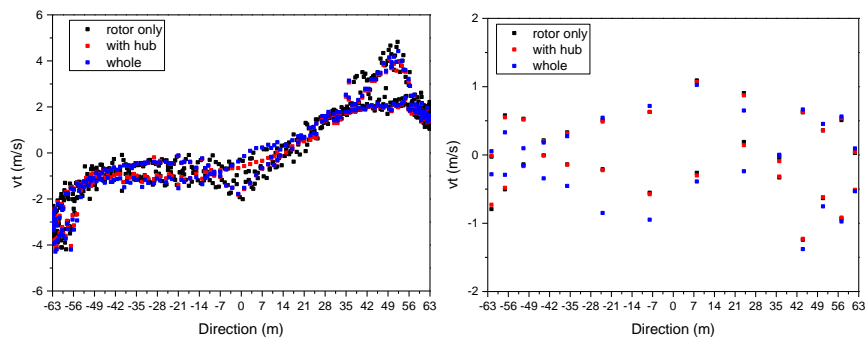 6
4
2
0
-2
-4
-6
vt (m/s)
rotor only
with hub
whole
-63 -56 -49 -42 -35 -28 -21 -14 -7 0 7 14 21 28 35 42 49 56 63
Direction (m)
2
1
0
-1
-2
vt (m/s)
rotor only
with hub
whole
-63 -56 -49 -42 -35 -28 -21 -14 -7 0 7 14 21 28 35 42 49 56 63
Direction (m)